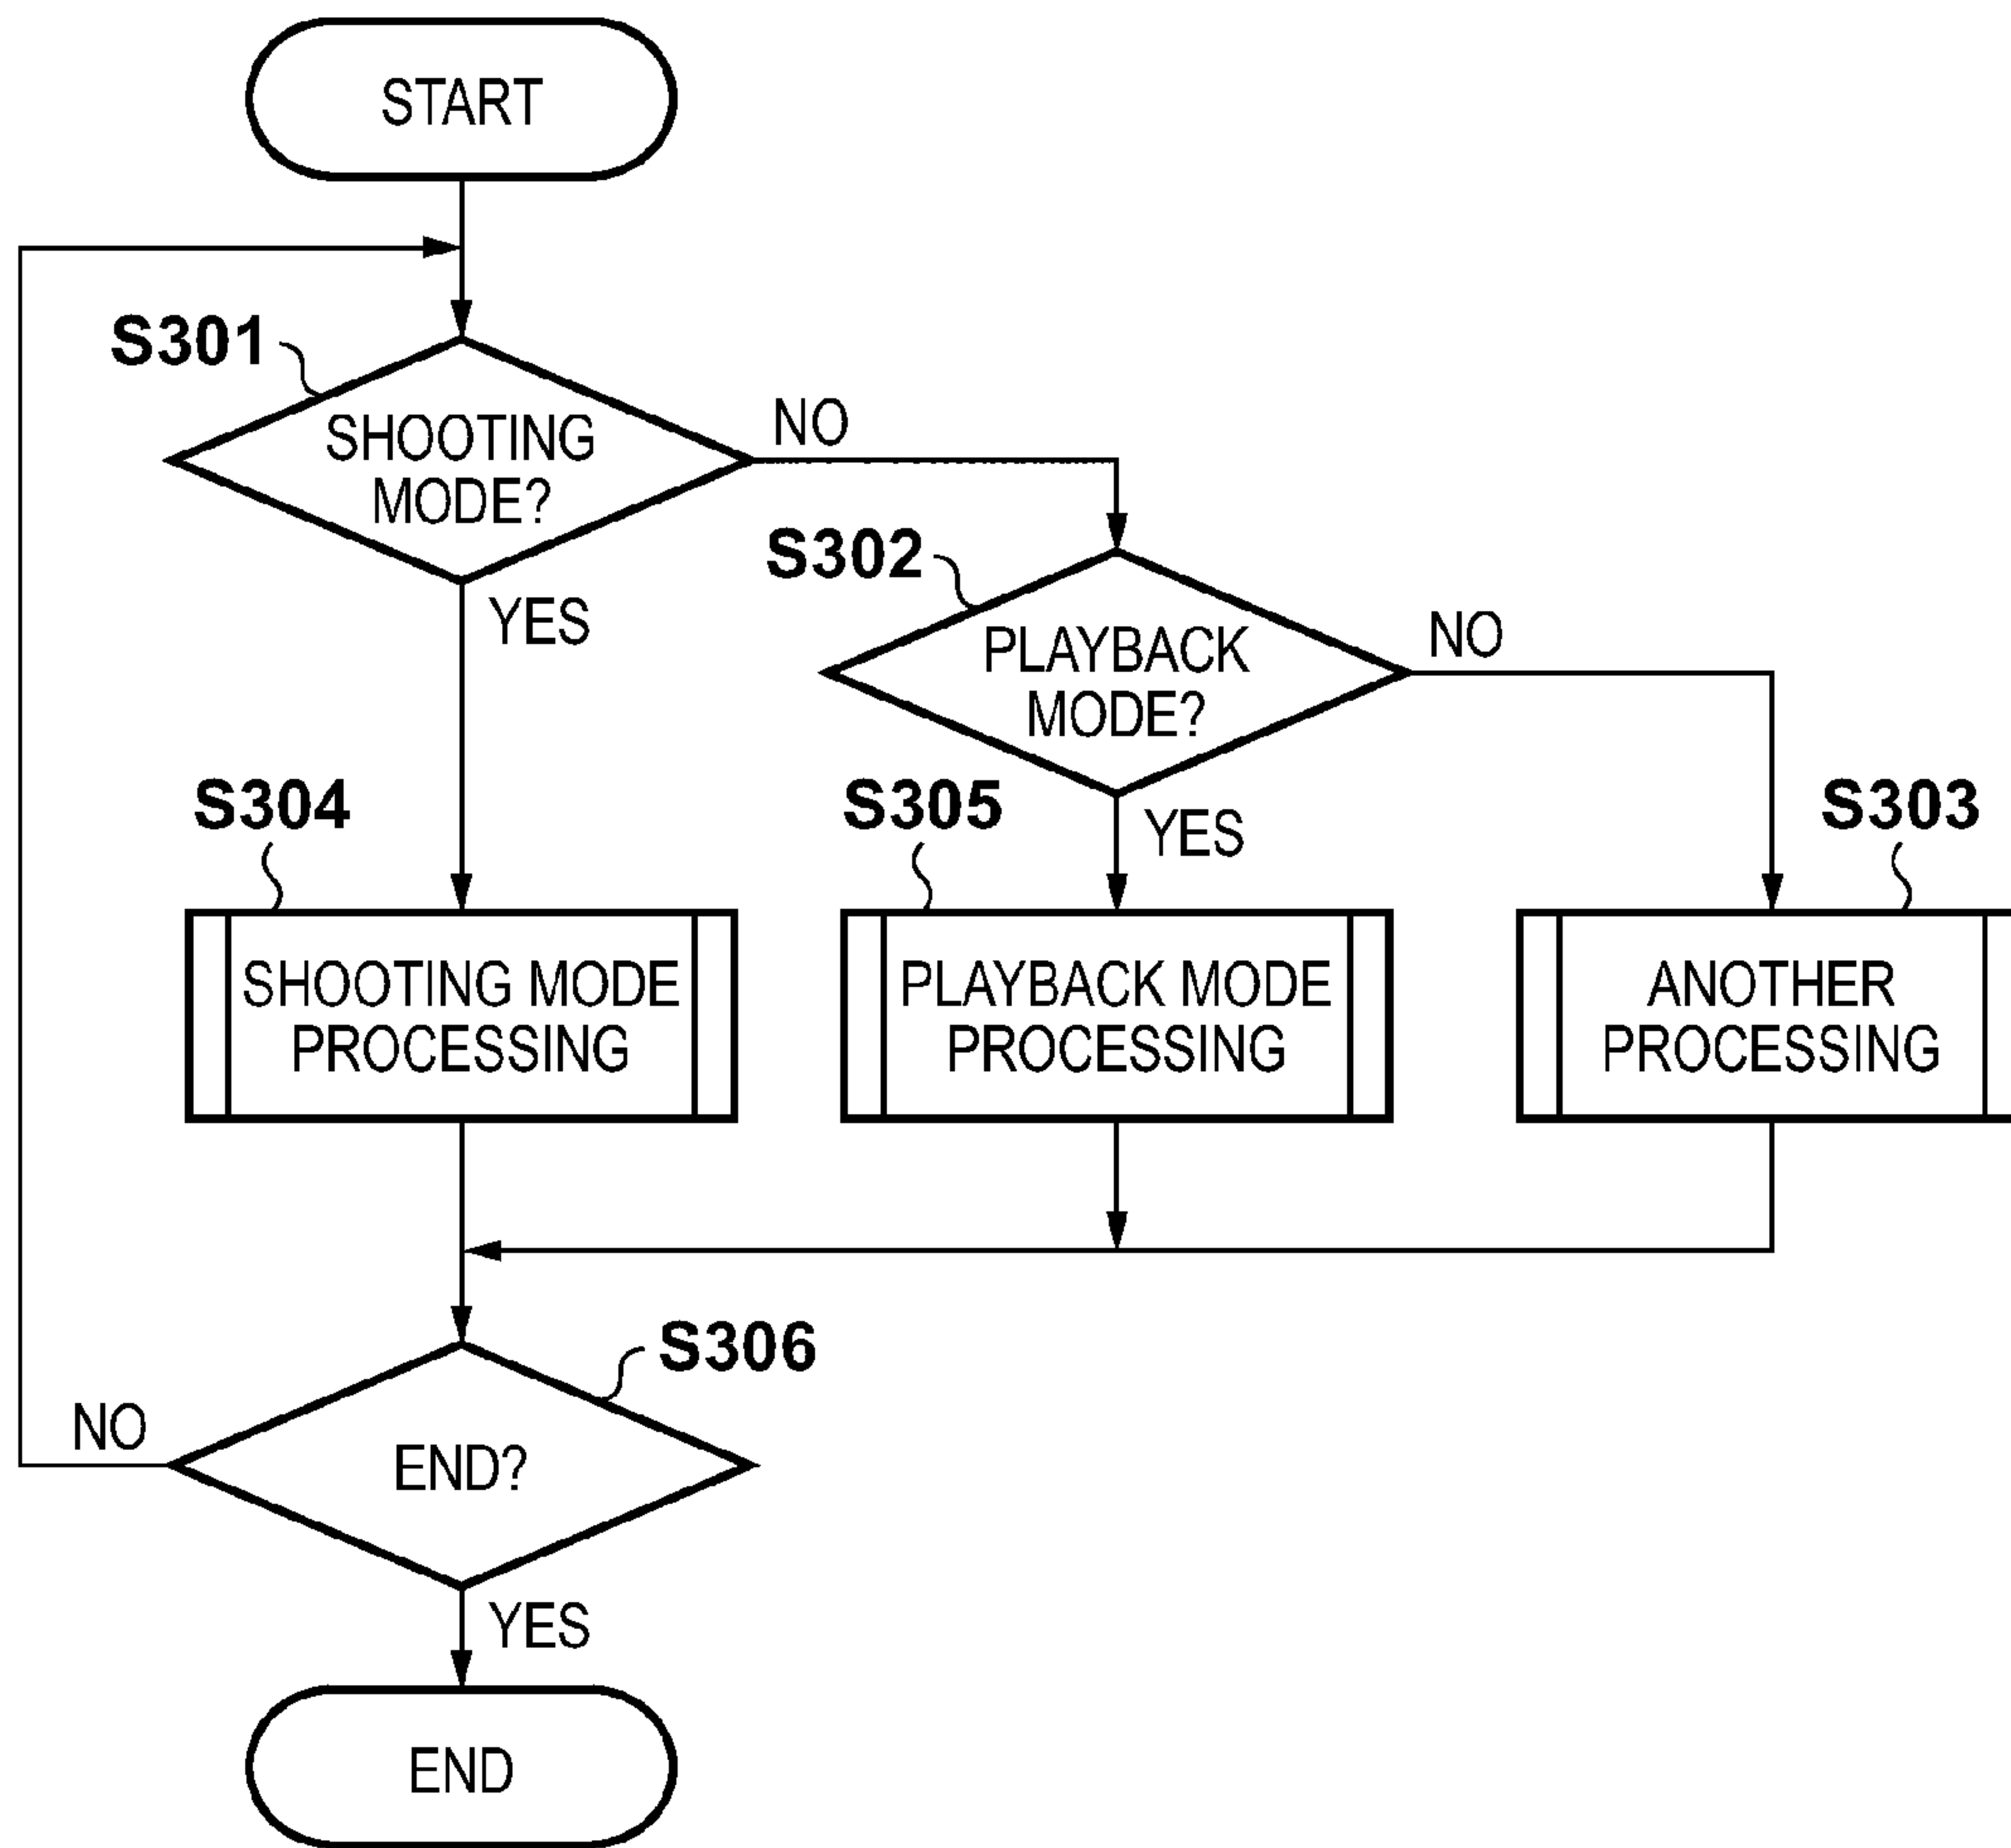 START
S301
SHOOTING
MODE?
NO
YES
S302
PLAYBACK
MODE?
NO
YES
S304
SHOOTING MODE
PROCESSING
S305
PLAYBACK MODE
PROCESSING
S303
ANOTHER
PROCESSING
S306
END?
NO
YES
END